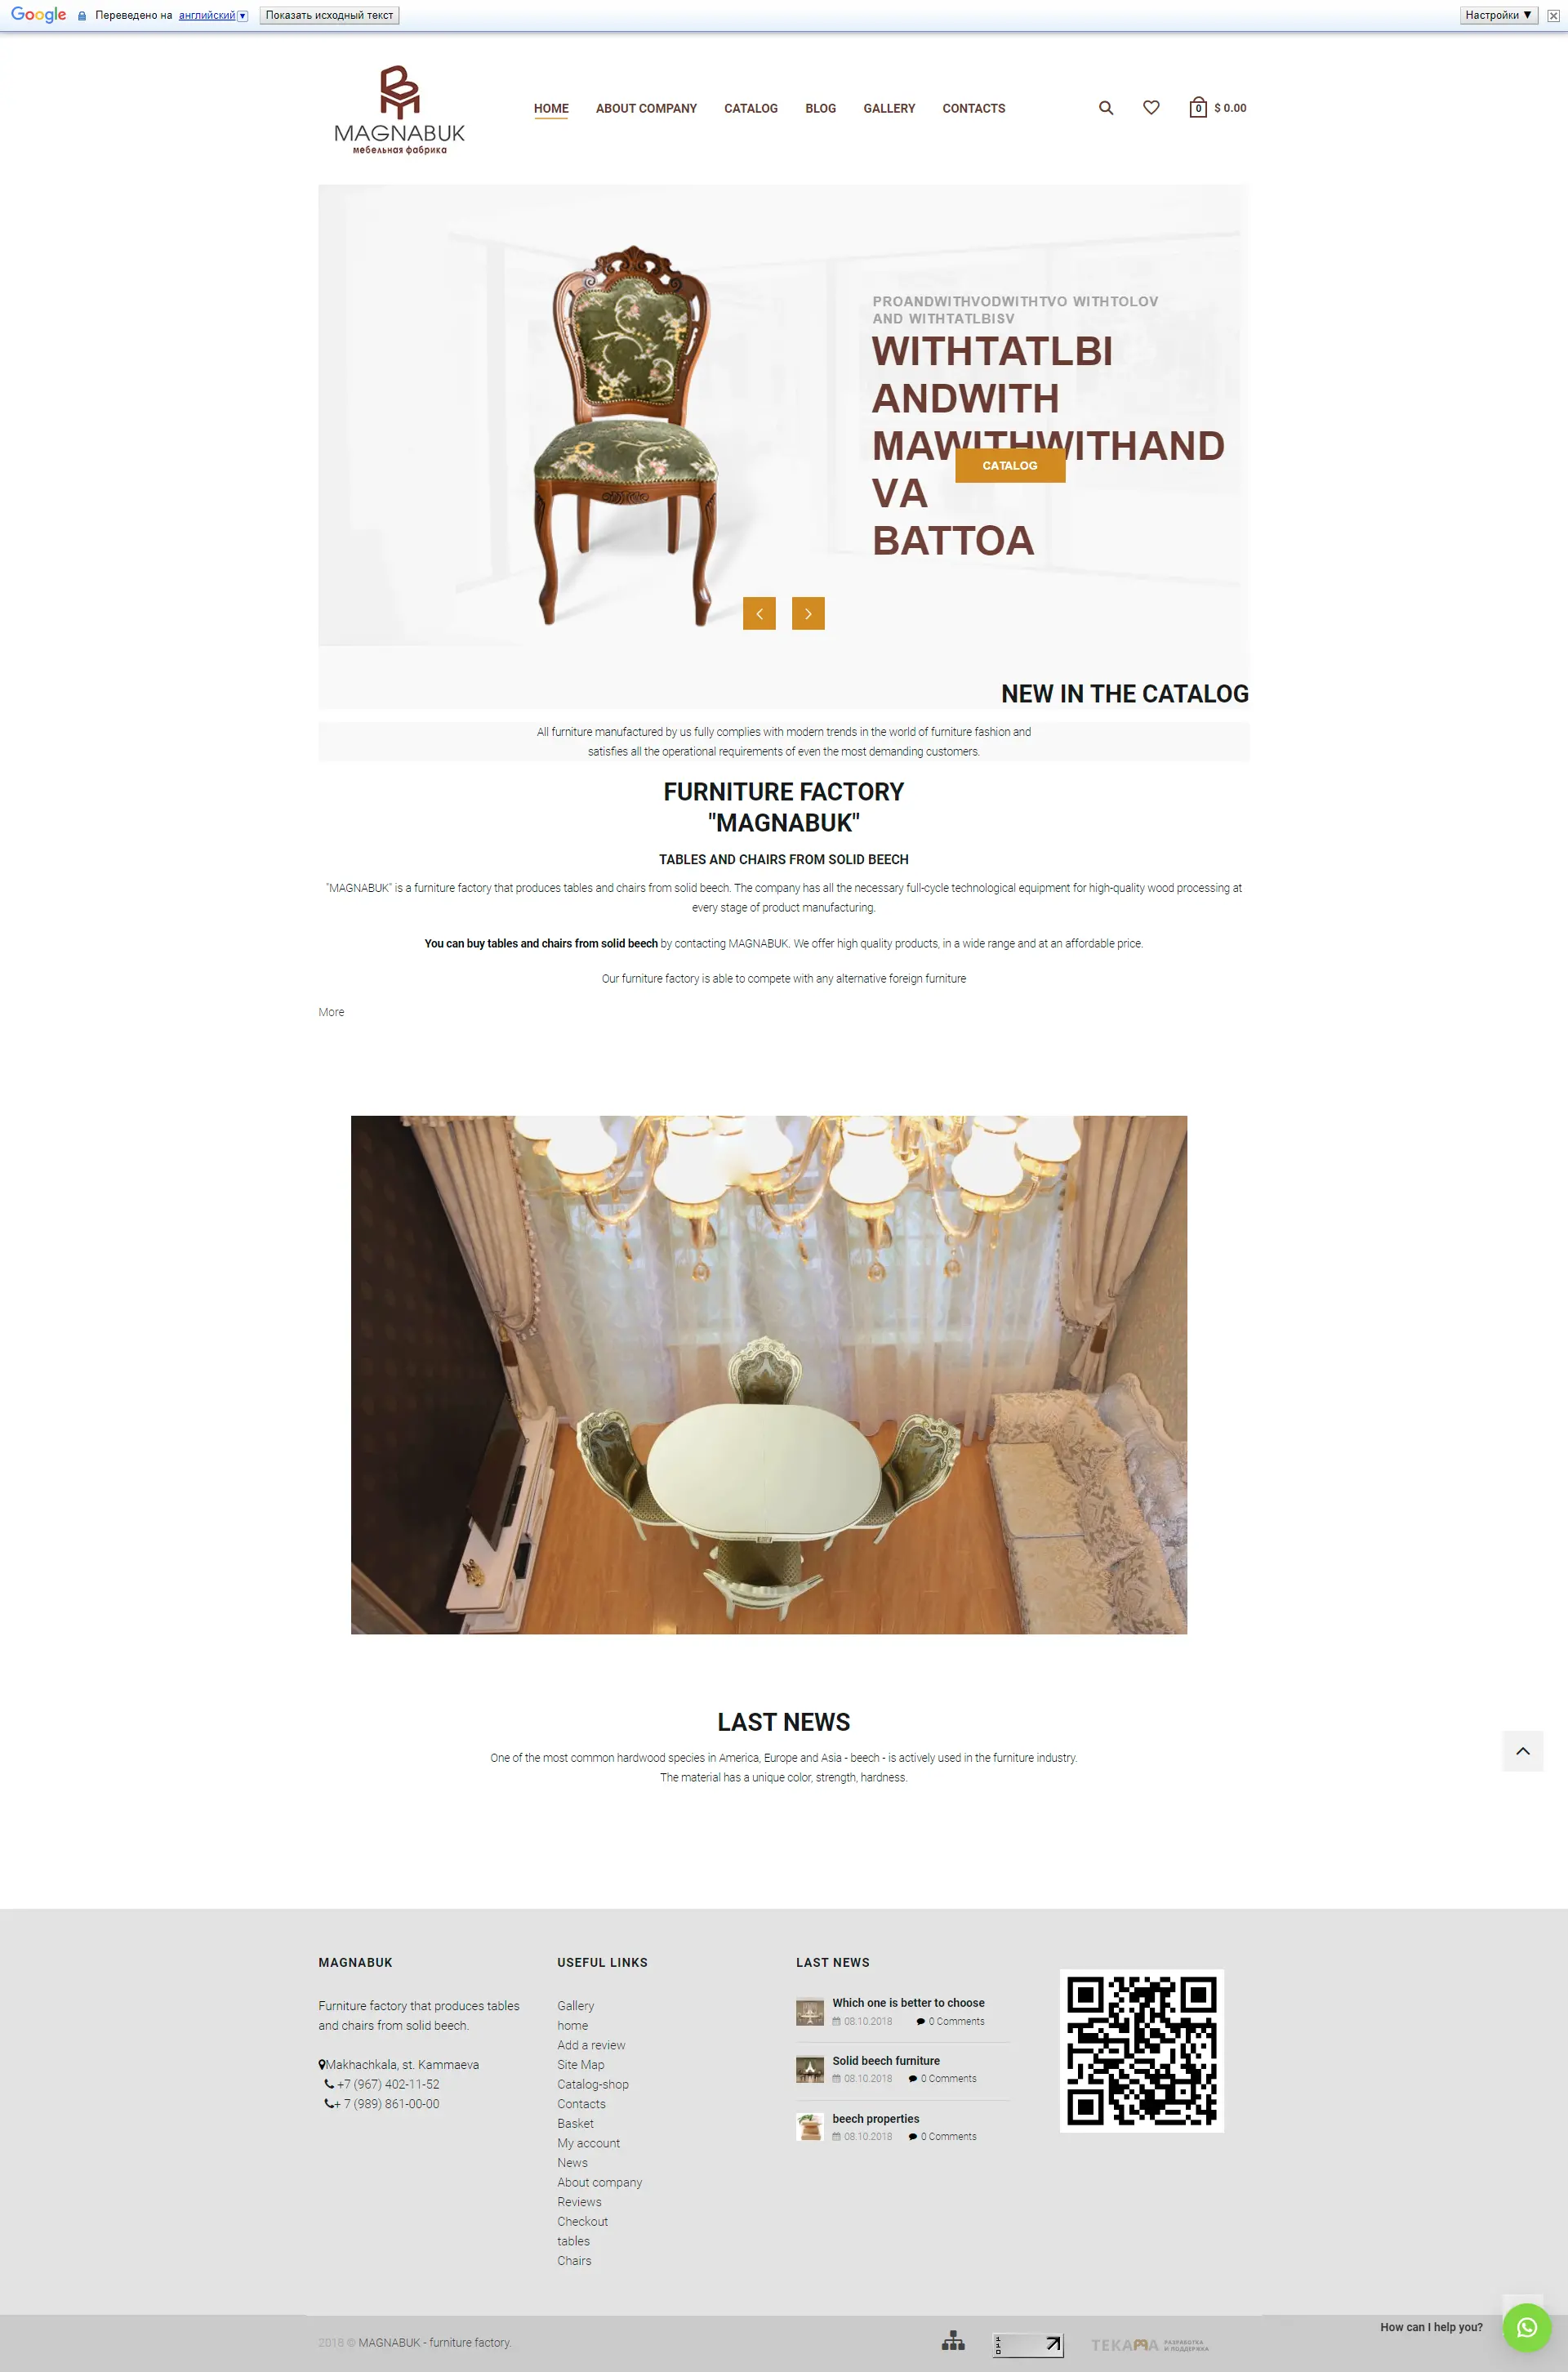 Google Переведено на английский Показать исходный текст Настройки ▼
MAGNABUK
мебельная фабрика
HOME ABOUT COMPANY CATALOG BLOG GALLERY CONTACTS 0 $ 0.00
PROANDWITHVODWITHTVO WITHTOLOV
AND WITHTATLBISV
WITHTATLBI
ANDWITH
MAWITHWITHAND
CATALOG
VA
BATTOA
NEW IN THE CATALOG
All furniture manufactured by us fully complies with modern trends in the world of furniture fashion and
satisfies all the operational requirements of even the most demanding customers.
FURNITURE FACTORY
"MAGNABUK"
TABLES AND CHAIRS FROM SOLID BEECH
"MAGNABUK" is a furniture factory that produces tables and chairs from solid beech. The company has all the necessary full-cycle technological equipment for high-quality wood processing at
every stage of product manufacturing.
You can buy tables and chairs from solid beech by contacting MAGNABUK. We offer high quality products, in a wide range and at an affordable price.
Our furniture factory is able to compete with any alternative foreign furniture
More
LAST NEWS
One of the most common hardwood species in America, Europe and Asia - beech - is actively used in the furniture industry.
The material has a unique color, strength, hardness.
MAGNABUK
Furniture factory that produces tables
and chairs from solid beech.
Makhachkala, st. Kammaeva
+7 (967) 402-11-52
+ 7 (989) 861-00-00
USEFUL LINKS
Gallery
home
Add a review
Site Map
Catalog-shop
Contacts
Basket
My account
News
About company
Reviews
Checkout
tables
Chairs
LAST NEWS
Which one is better to choose
08.10.2018 0 Comments
Solid beech furniture
08.10.2018 0 Comments
beech properties
08.10.2018 0 Comments
2018 © MAGNABUK - furniture factory.
1
1
0
ТЕКАМА РАЗРАБОТКА
И ПОДДЕРЖКА
How can I help you?